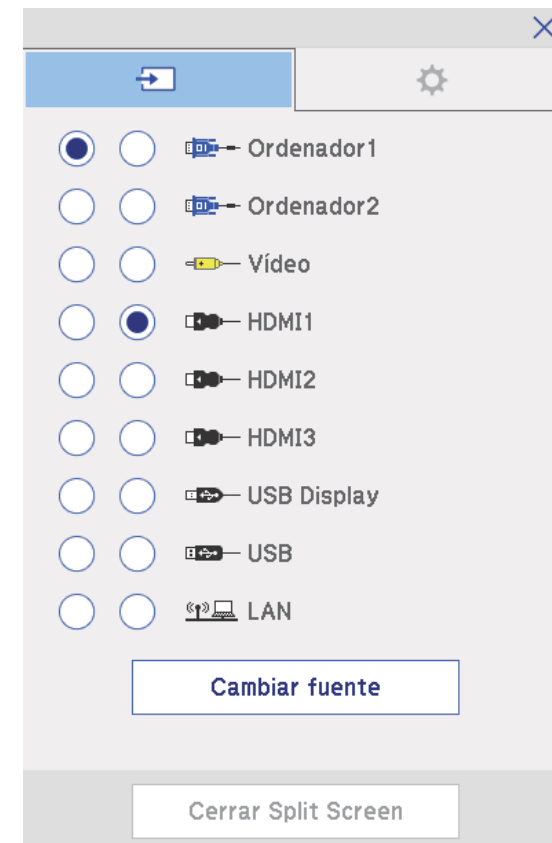 Ordenador1
Ordenador2
Vídeo
HDMI1
HDMI2
HDMI3
USB Display
USB
LAN
Cambiar fuente
Cerrar Split Screen